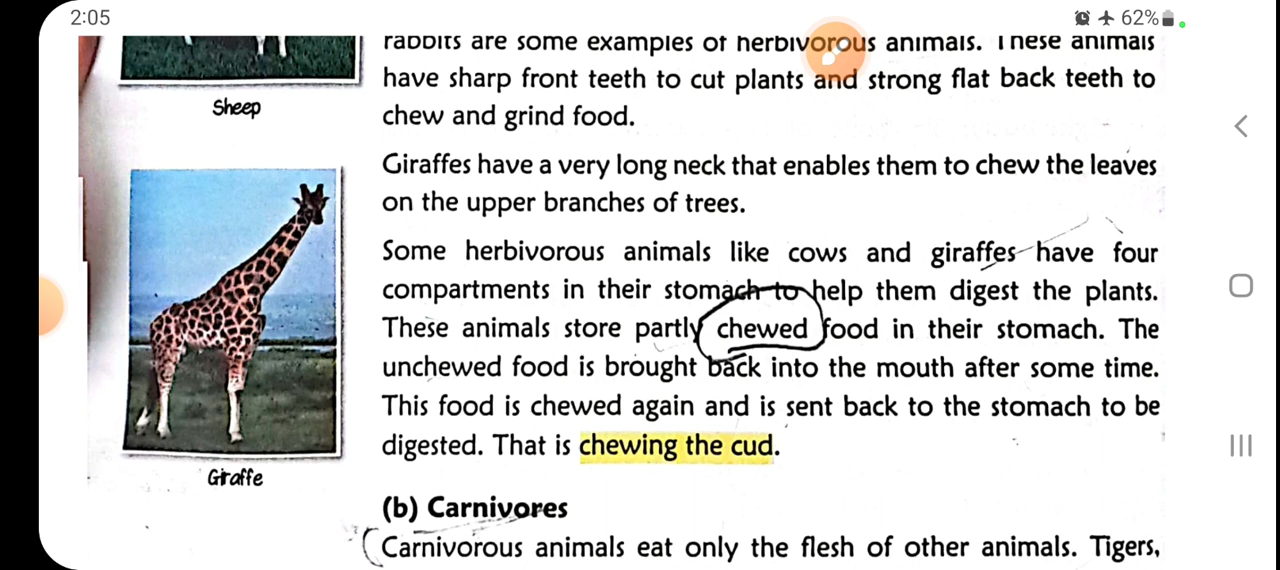 2:05
62%
rabbits are some examples of herbivorous animals. These animals
have sharp front teeth to cut plants and strong flat back teeth to
chew and grind food.
Sheep
Giraffes have a very long neck that enables them to chew the leaves
on the upper branches of trees.
Some herbivorous animals like cows and giraffes have four
compartments in their stomach to help them digest the plants.
These animals store partly chewed food in their stomach. The
unchewed food is brought back into the mouth after some time.
This food is chewed again and is sent back to the stomach to be
digested. That is chewing the cud.
Giraffe
(b) Carnivores
Carnivorous animals eat only the flesh of other animals. Tigers,